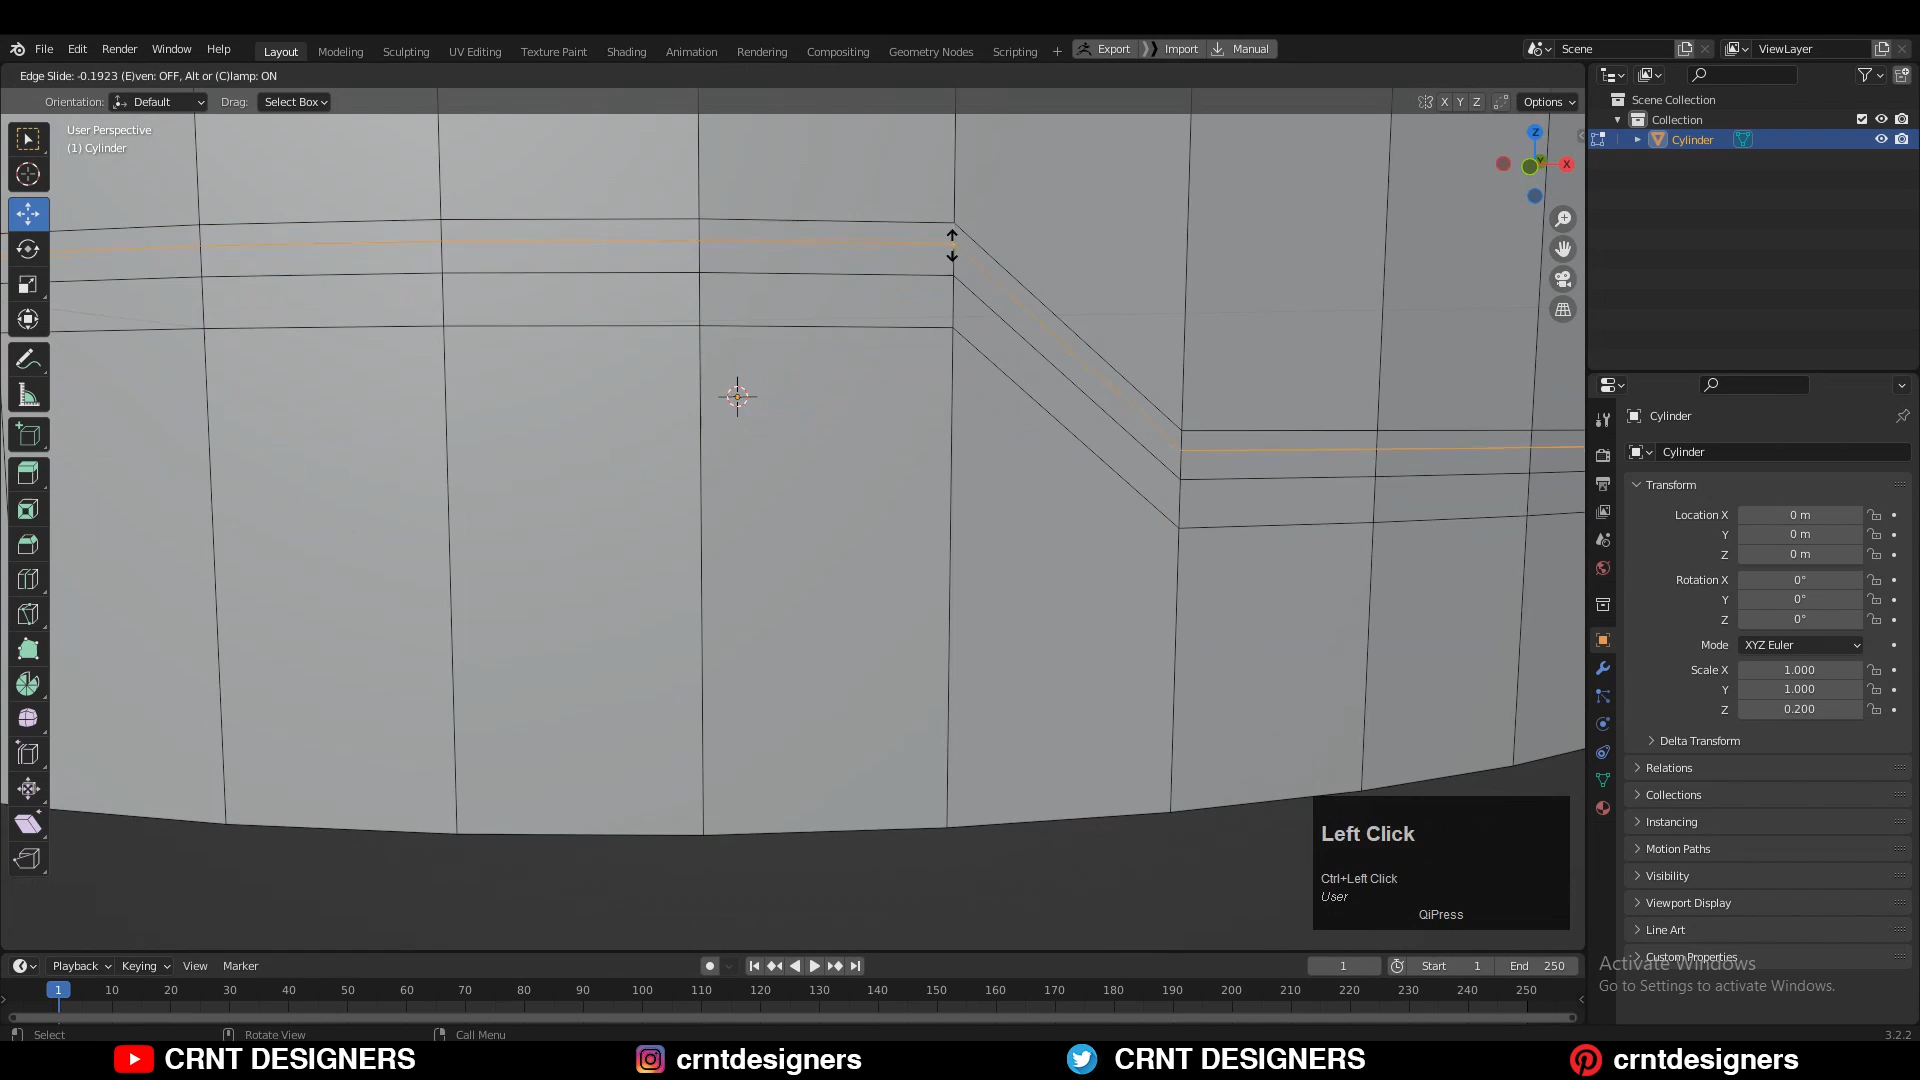 File Edit Render Window Help Layout Modeling Sculpting UV Editing Texture Paint Shading Animation Rendering Compositing Geometry Nodes Scripting + Export Import Manual Scene ViewLayer
Edge Slide: -0.1923 (E)ven: OFF, Alt or (C)lamp: ON
Orientation: Default Drag: Select Box X Y Z Options
User Perspective
(1) Cylinder
Z
X
Y
Scene Collection
Collection
Cylinder
Cylinder
Cylinder
Transform
Location X 0 m
Y 0 m
Z 0 m
Rotation X 0°
Y 0°
Z 0°
Mode XYZ Euler
Scale X 1.000
Y 1.000
Z 0.200
Delta Transform
Relations
Collections
Instancing
Motion Paths
Visibility
Viewport Display
Line Art
Custom Properties
Activate Windows
Go to Settings to activate Windows.
Left Click
Ctrl+Left Click
User
QiPress
Playback Keying View Marker 1 Start 1 End 250
1 10 20 30 40 50 60 70 80 90 100 110 120 130 140 150 160 170 180 190 200 210 220 230 240 250
Select Rotate View Call Menu 3.2.2
CRNT DESIGNERS crntdesigners CRNT DESIGNERS crntdesigners